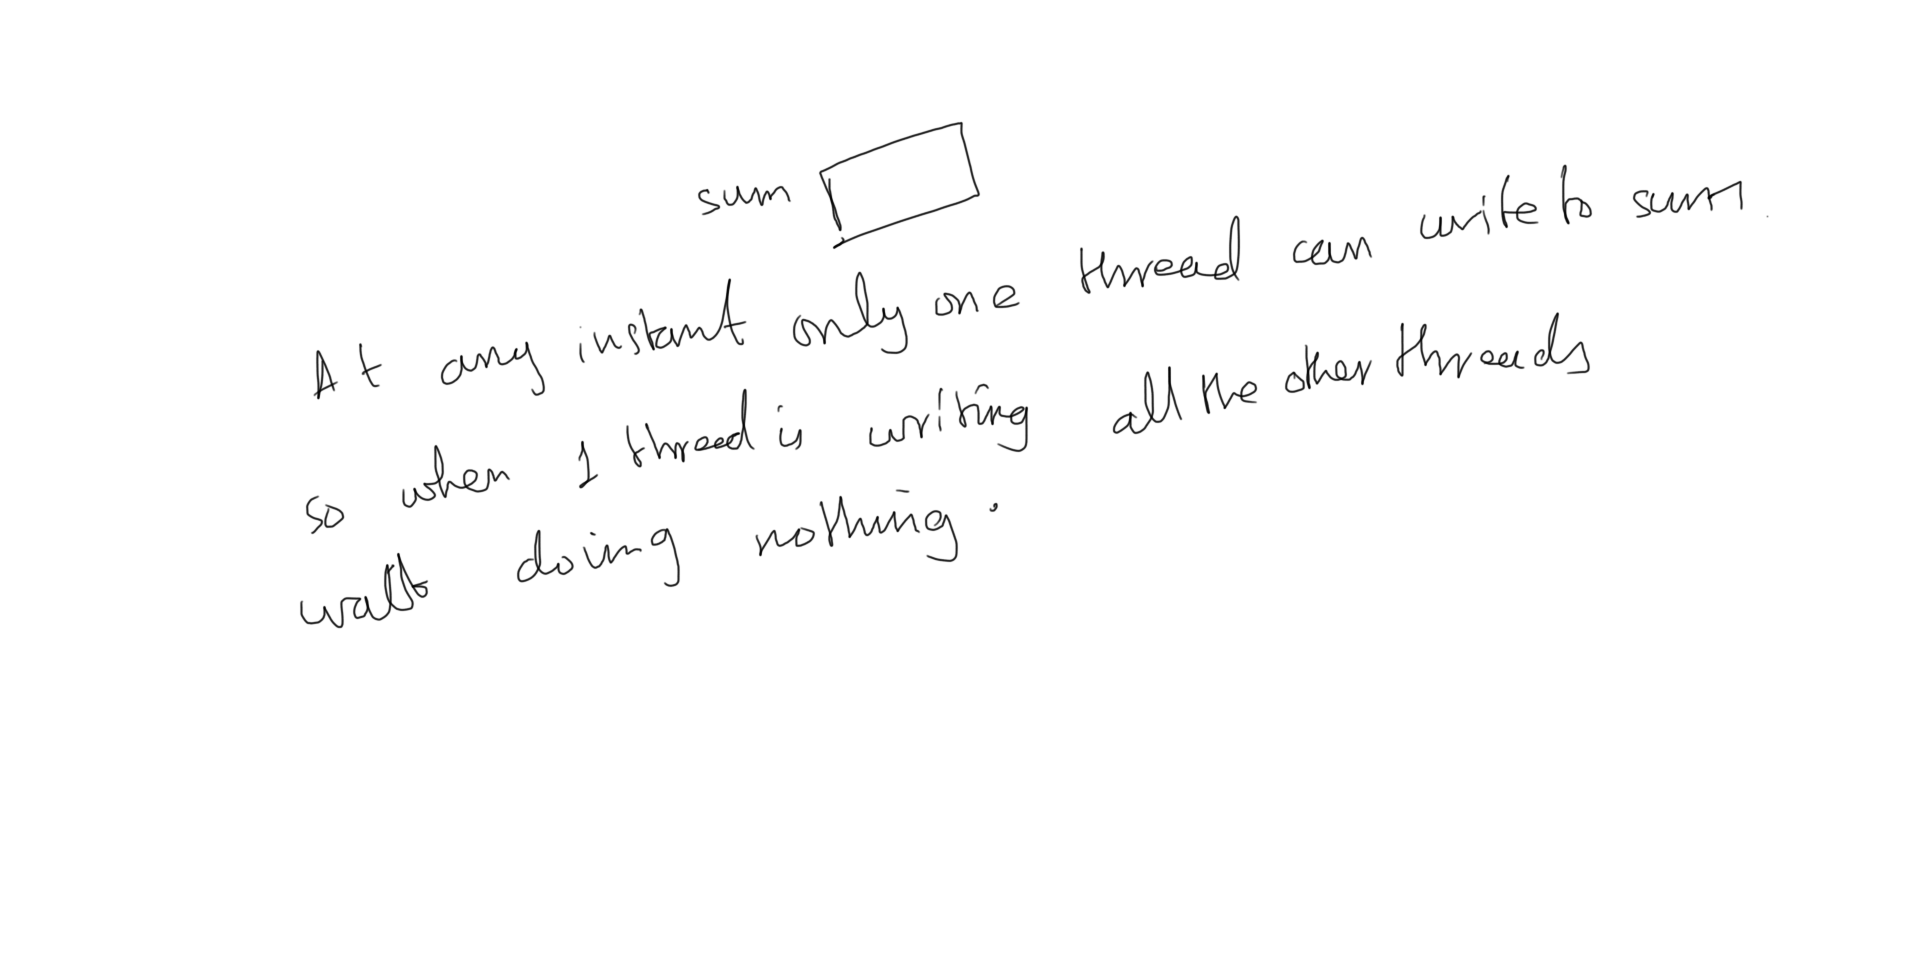 sum
At any instant only one thread can write to sum.
so when 1 thread is writing all the other threads
wait doing nothing.